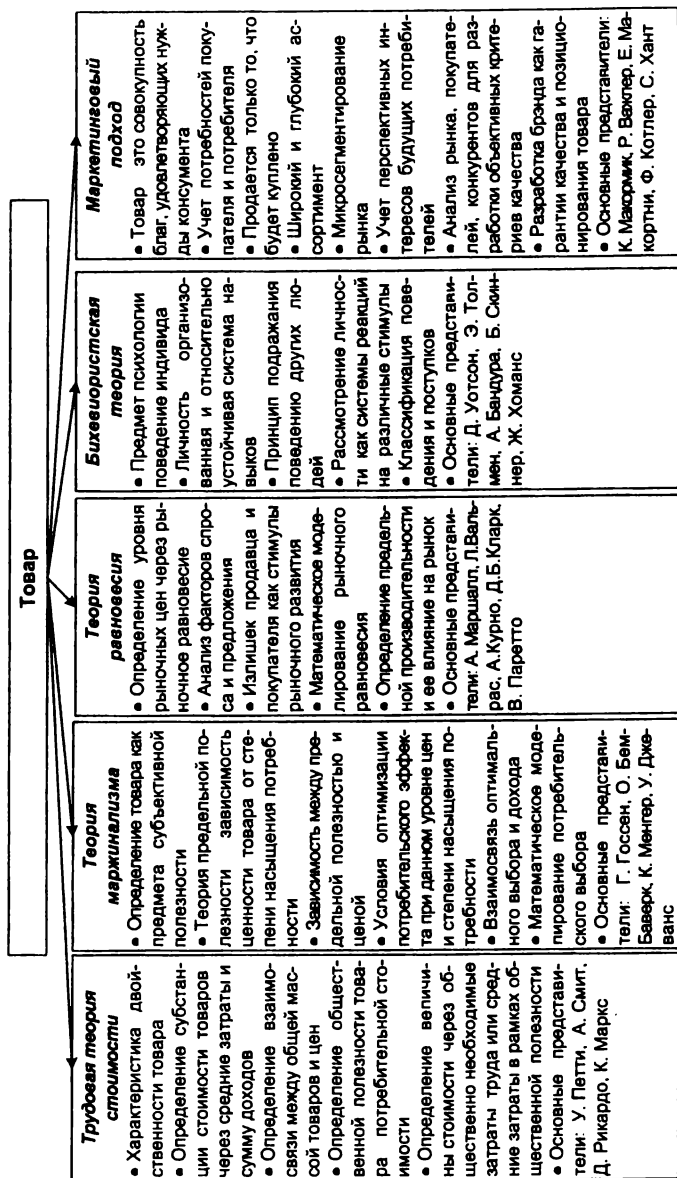 Товар
Трудовая теория
стоимости
• Характеристика двой-
ственности товара
• Определение субстан-
ции стоимости товаров
через средние затраты и
сумму доходов
• Определение взаимо-
связи между общей мас-
сой товаров и цен
• Определение общест-
венной полезности това-
ра потребительной сто-
имости
• Определение величи-
ны стоимости через об-
щественно необходимые
затраты труда или сред-
ние затраты в рамках об-
щественной полезности
• Основные представи-
тели: У. Петти, А. Смит,
Д. Рикардо, К. Маркс
Теория
маржинализма
• Определение товара как
предмета субъективной
полезности
• Теория предельной по-
лезности зависимость
ценности товара от сте-
пени насыщения потреб-
ности
• Зависимость между пре-
дельной полезностью и
ценой
• Условия оптимизации
потребительского эффек-
та при данном уровне цен
и степени насыщения по-
требности
• Взаимосвязь оптималь-
ного выбора и дохода
• Математическое моде-
лирование потребитель-
ского выбора
• Основные представи-
тели: Г. Госсен, О. Бем-
Баверк, К. Менгер, У. Дже-
ванс
Теория
равновесия
• Определение уровня
рыночных цен через ры-
ночное равновесие
• Анализ факторов спро-
са и предложения
• Излишек продавца и
покупателя как стимулы
рыночного развития
• Математическое моде-
лирование рыночного
равновесия
• Определение предель-
ной производительности
и ее влияние на рынок
• Основные представи-
тели: А. Маршалл, Л.Валь-
рас, А.Курно, Д.Б.Кларк,
В. Паретто
Бихевиористская
теория
• Предмет психологии
поведение индивида
• Личность организо-
ванная и относительно
устойчивая система на-
выков
• Принцип подражания
поведению других лю-
дей
• Рассмотрение личнос-
ти как системы реакций
на различные стимулы
• Классификация пове-
дения и поступков
• Основные представи-
тели: Д. Уотсон, Э. Тол-
мен, А. Бандура, Б. Скин-
нер, Ж. Хоманс
Маркетинговый
подход
• Товар это совокупность
благ, удовлетворяющих нуж-
ды консумента
• Учет потребностей поку-
пателя и потребителя
• Продается только то, что
будет куплено
• Широкий и глубокий ас-
сортимент
• Микросегментирование
рынка
• Учет перспективных ин-
тересов будущих потреби-
телей
• Анализ рынка, покупате-
лей, конкурентов для раз-
работки объективных крите-
риев качества
• Разработка брэнда как га-
рантии качества и позицио-
нирования товара
• Основные представители:
К. Макормик, Р. Ваклер, Е. Ма-
кортни, Ф. Котлер, С. Хант